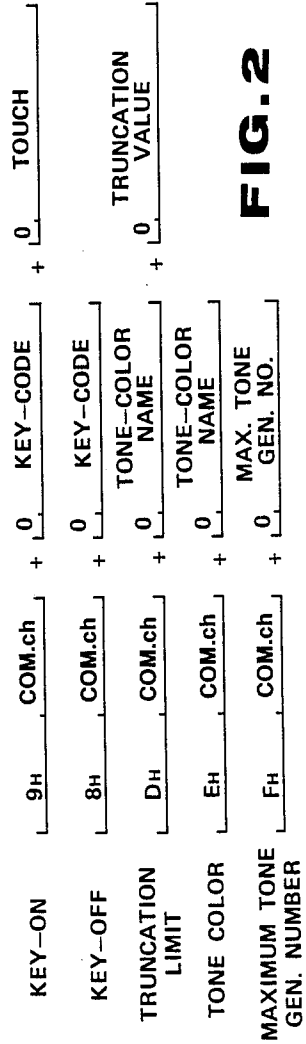 KEY–ON 9H COM.ch + 0 KEY–CODE + 0 TOUCH
KEY–OFF 8H COM.ch + 0 KEY–CODE
TRUNCATION LIMIT DH COM.ch + 0 TONE–COLOR NAME + 0 TRUNCATION VALUE
TONE COLOR EH COM.ch + 0 TONE–COLOR NAME
MAXIMUM TONE GEN. NUMBER FH COM.ch + 0 MAX. TONE GEN. NO.
FIG.2